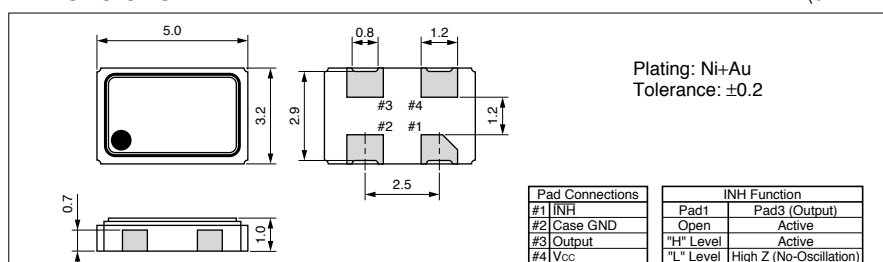 5.0
3.2
0.7
1.0
0.8
1.2
2.9
#3 #4
#2 #1
1.2
2.5
Plating: Ni+Au
Tolerance: ±0.2
Pad Connections
#1 INH
#2 Case GND
#3 Output
#4 Vcc
INH Function
Pad1 Pad3 (Output)
Open Active
"H" Level Active
"L" Level High Z (No-Oscillation)